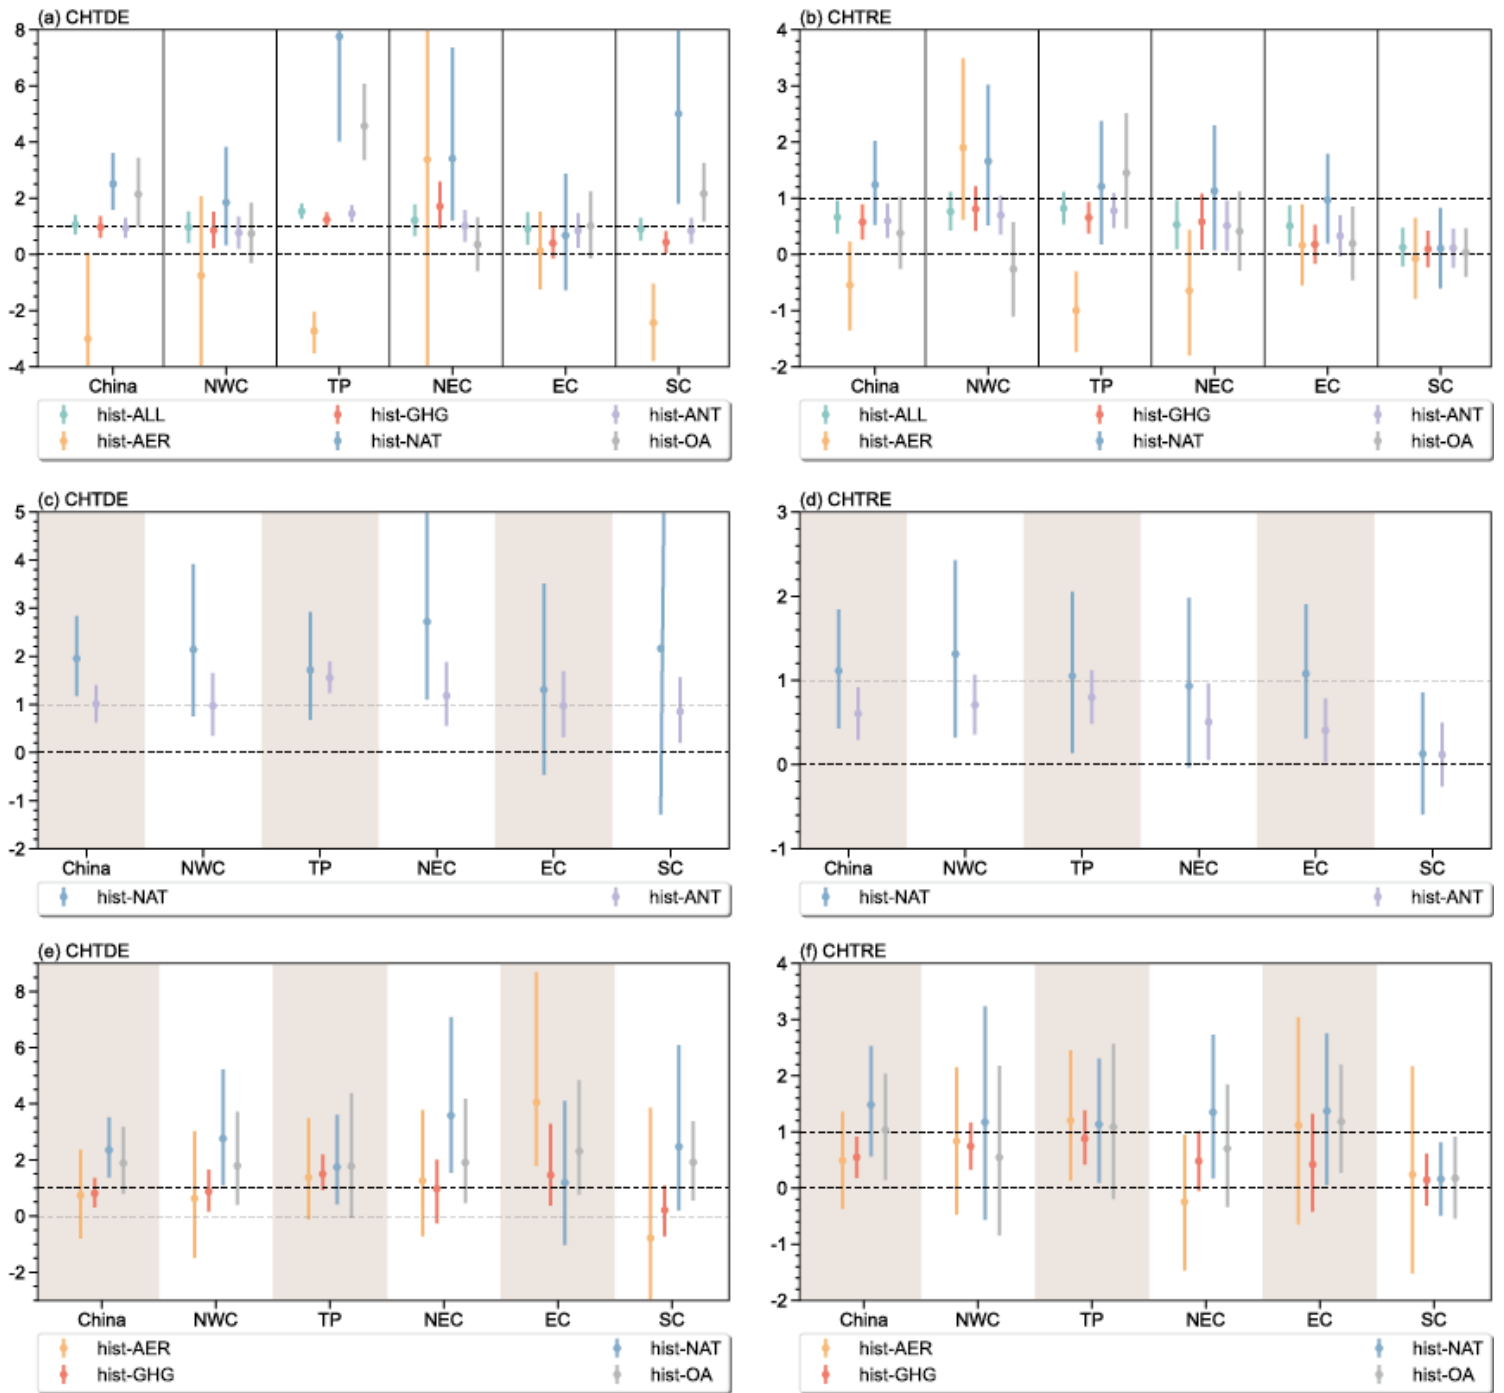 (a) CHTDE
8
6
4
2
0
-2
-4
China NWC TP NEC EC SC
hist-ALL hist-GHG hist-ANT
hist-AER hist-NAT hist-OA
(b) CHTRE
4
3
2
1
0
-1
-2
China NWC TP NEC EC SC
hist-ALL hist-GHG hist-ANT
hist-AER hist-NAT hist-OA
(c) CHTDE
5
4
3
2
1
0
-1
-2
China NWC TP NEC EC SC
hist-NAT hist-ANT
(d) CHTRE
3
2
1
0
-1
China NWC TP NEC EC SC
hist-NAT hist-ANT
(e) CHTDE
8
6
4
2
0
-2
China NWC TP NEC EC SC
hist-AER hist-NAT
hist-GHG hist-OA
(f) CHTRE
4
3
2
1
0
-1
-2
China NWC TP NEC EC SC
hist-AER hist-NAT
hist-GHG hist-OA